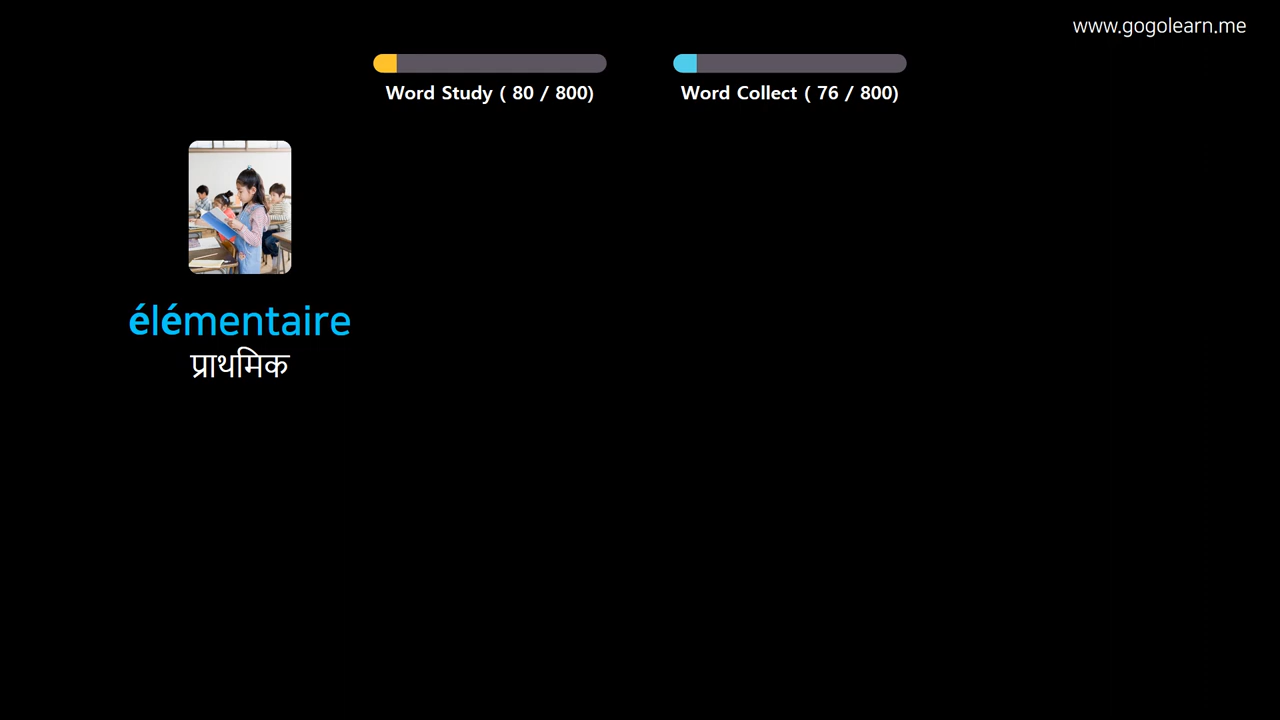 www.gogolearn.me
Word Study ( 80 / 800)
Word Collect ( 76 / 800)
élémentaire
प्राथमिक